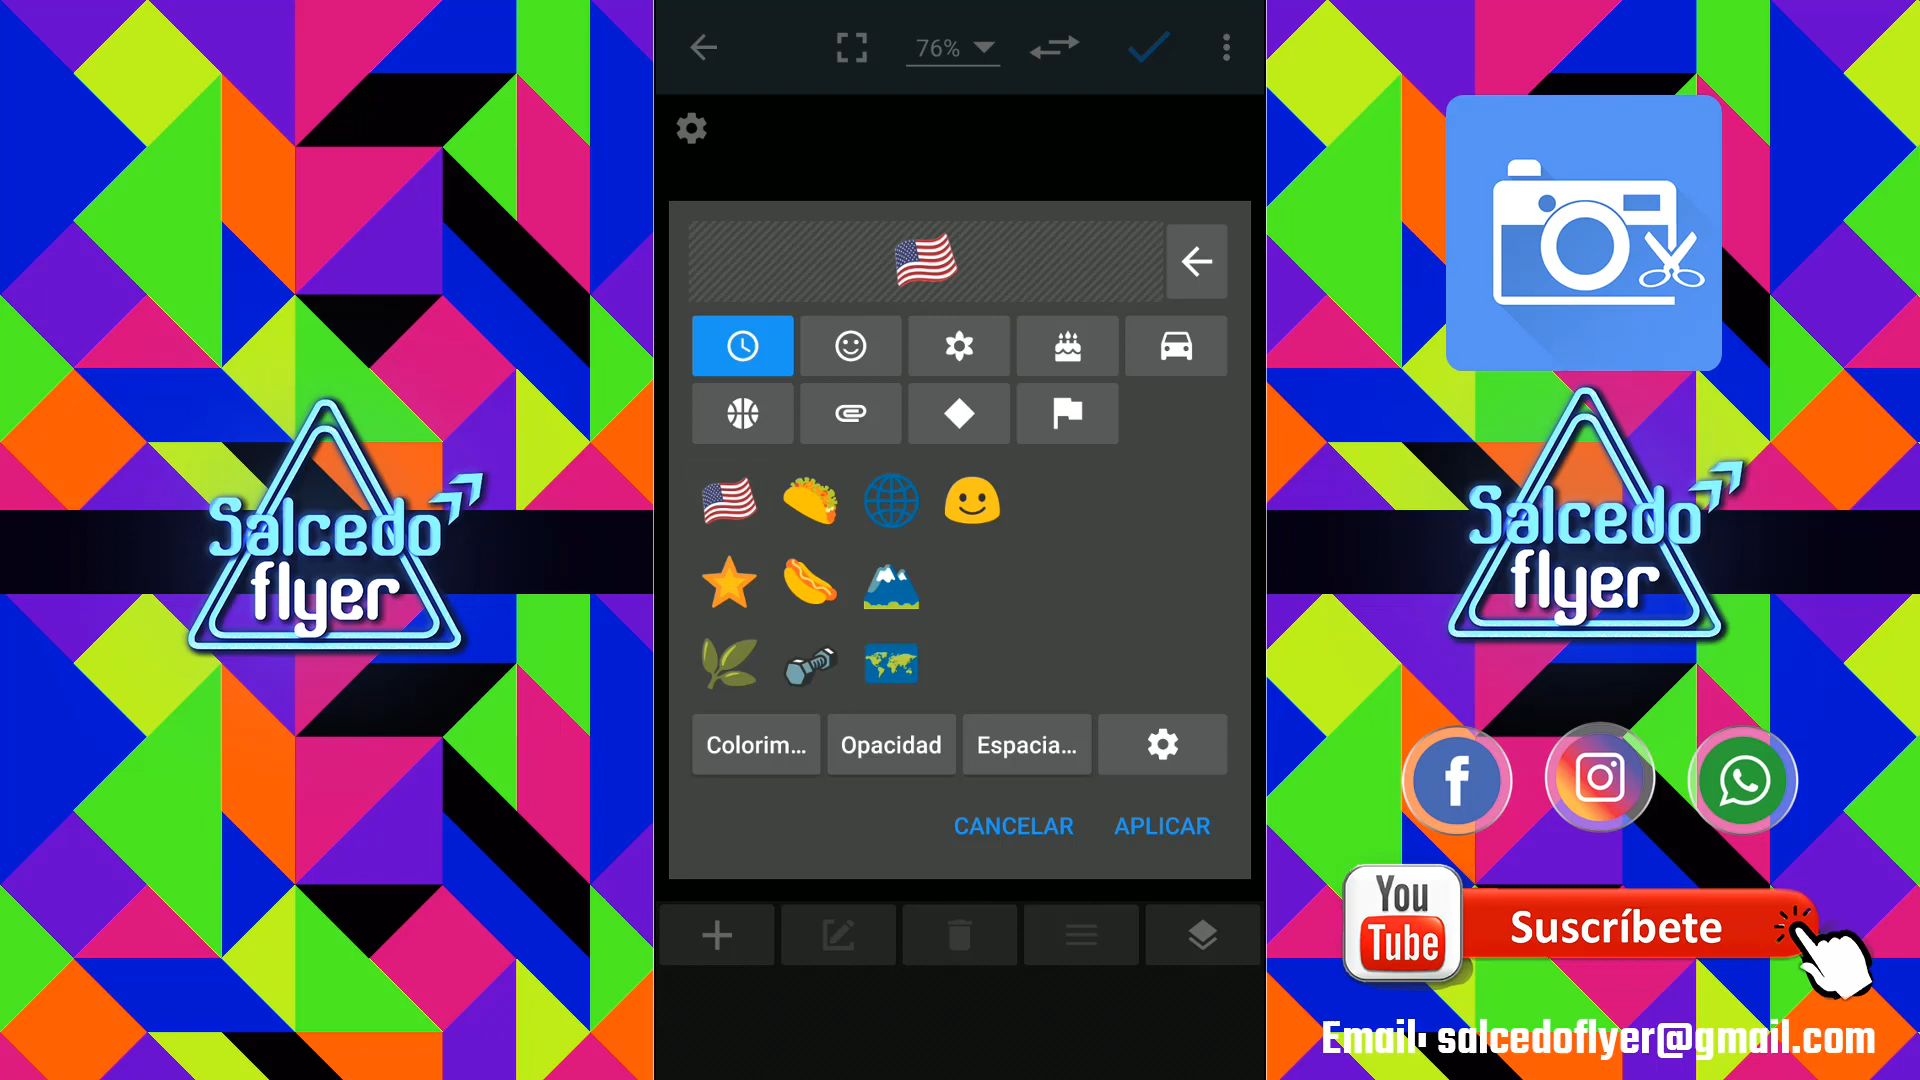 76%
Colorim...
Opacidad
Espacia...
CANCELAR
APLICAR
Salcedo
flyer
Salcedo
flyer
You
Tube
Suscríbete
Email: salcedoflyer@gmail.com